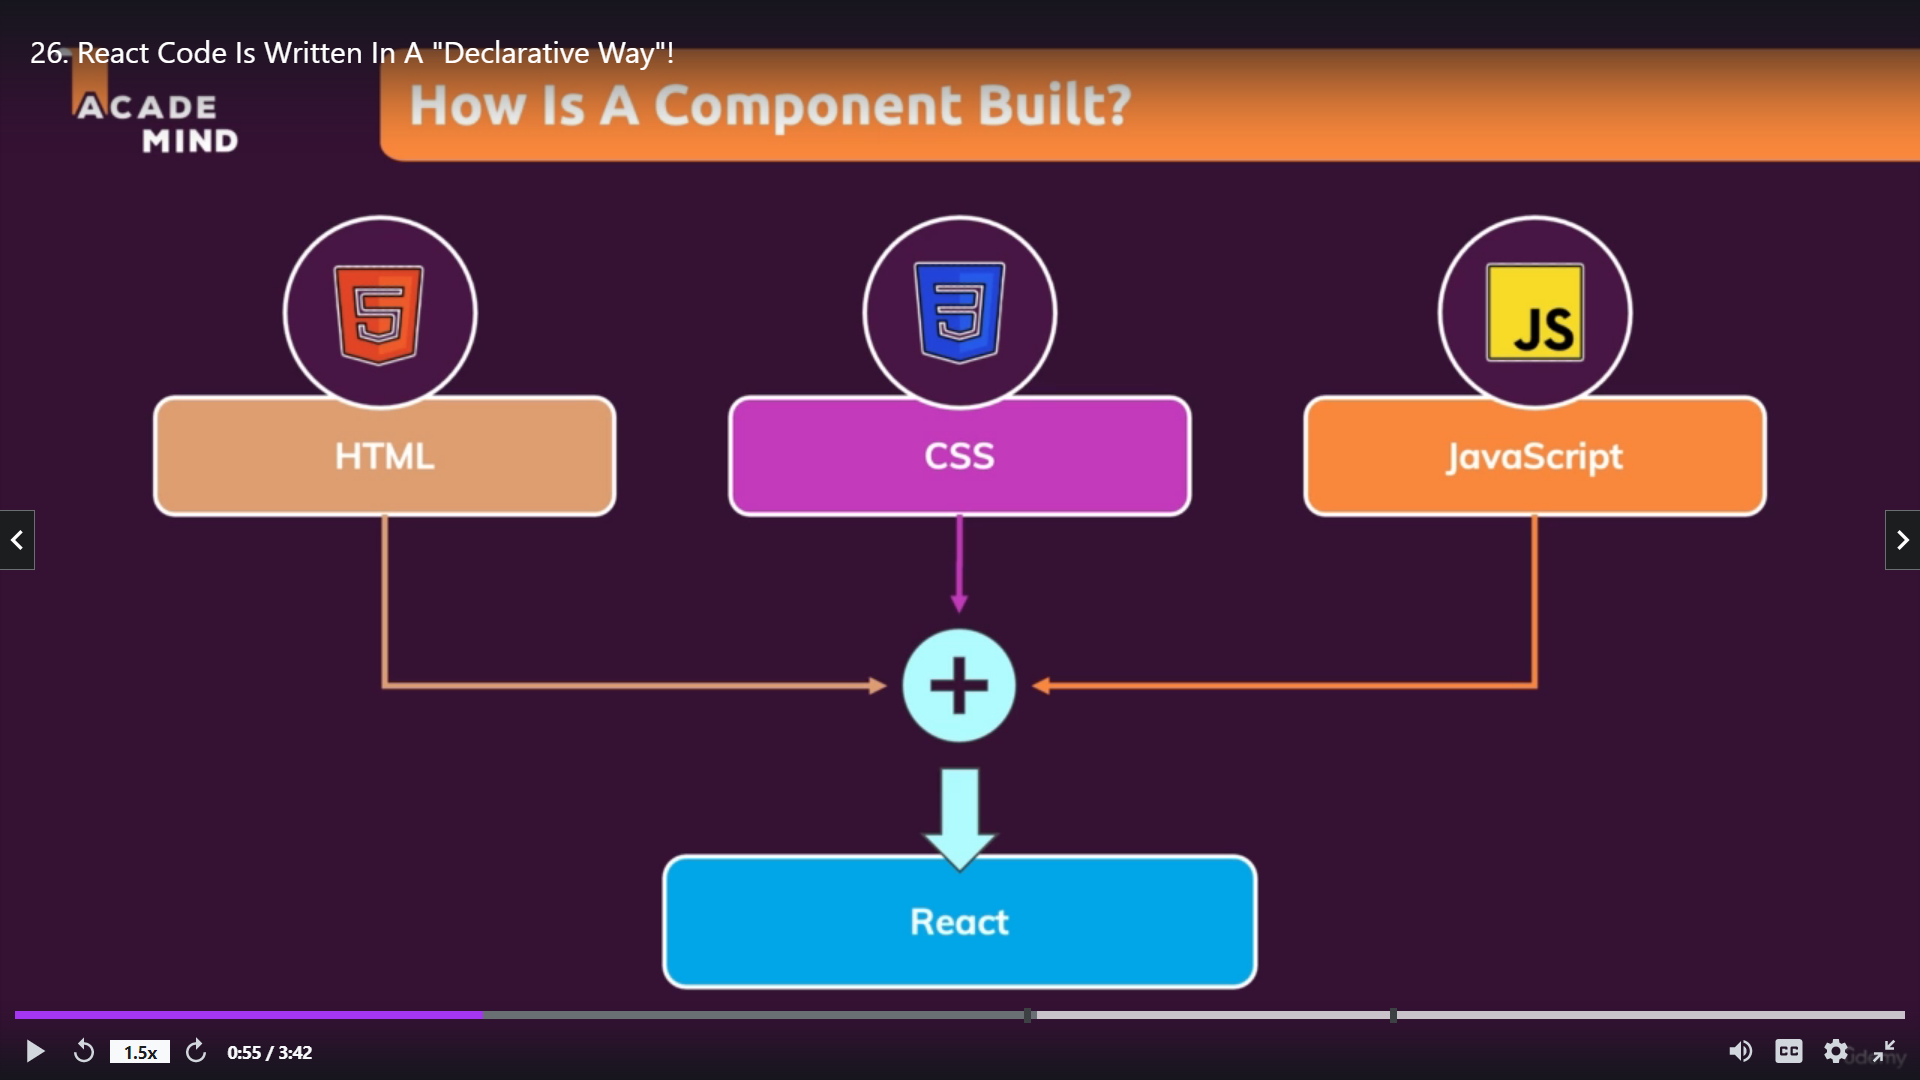 26. React Code Is Written In A "Declarative Way"!
ACADE
MIND
How Is A Component Built?
5
3
JS
HTML
CSS
JavaScript
React
1.5x
0:55 / 3:42
CC
Udemy